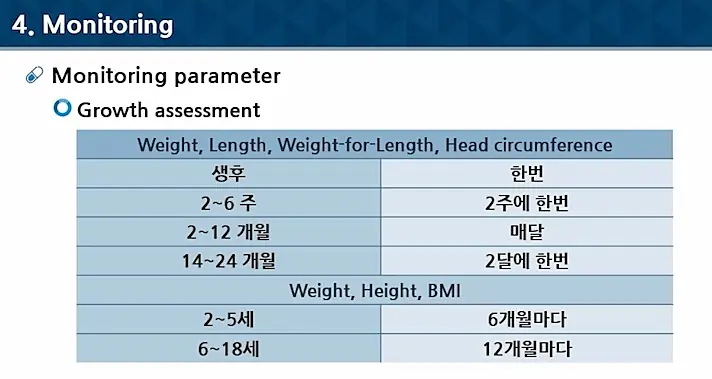 4. Monitoring
Monitoring parameter
Growth assessment
Weight, Length, Weight-for-Length, Head circumference
생후 한번
2~6 주 2주에 한번
2~12 개월 매달
14~24 개월 2달에 한번
Weight, Height, BMI
2~5세 6개월마다
6~18세 12개월마다